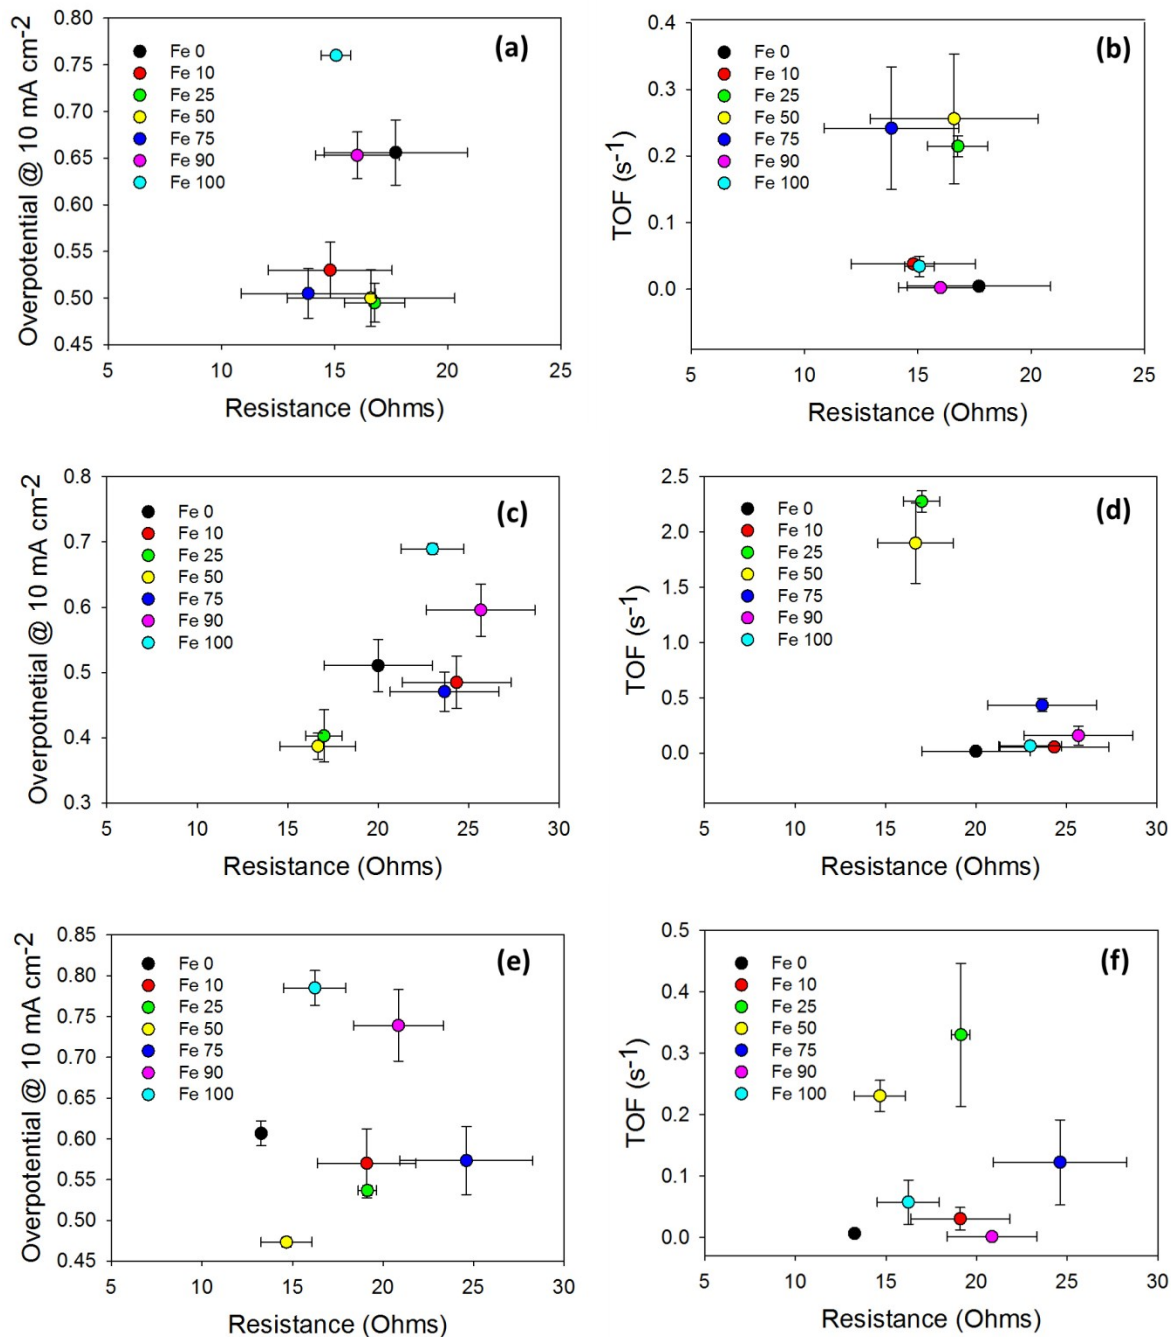 (a)
Overpotential @ 10 mA cm-2
0.80
0.75
0.70
0.65
0.60
0.55
0.50
0.45
Fe 0
Fe 10
Fe 25
Fe 50
Fe 75
Fe 90
Fe 100
5 10 15 20 25
Resistance (Ohms)
(b)
TOF (s-1)
0.4
0.3
0.2
0.1
0.0
Fe 0
Fe 10
Fe 25
Fe 50
Fe 75
Fe 90
Fe 100
5 10 15 20 25
Resistance (Ohms)
(c)
Overpotnetial @ 10 mA cm-2
0.8
0.7
0.6
0.5
0.4
0.3
Fe 0
Fe 10
Fe 25
Fe 50
Fe 75
Fe 90
Fe 100
5 10 15 20 25 30
Resistance (Ohms)
(d)
TOF (s-1)
2.5
2.0
1.5
1.0
0.5
0.0
Fe 0
Fe 10
Fe 25
Fe 50
Fe 75
Fe 90
Fe 100
5 10 15 20 25 30
Resistance (Ohms)
(e)
Overpotential @ 10 mA cm-2
0.85
0.80
0.75
0.70
0.65
0.60
0.55
0.50
0.45
Fe 0
Fe 10
Fe 25
Fe 50
Fe 75
Fe 90
Fe 100
5 10 15 20 25 30
Resistance (Ohms)
(f)
TOF (s-1)
0.5
0.4
0.3
0.2
0.1
0.0
Fe 0
Fe 10
Fe 25
Fe 50
Fe 75
Fe 90
Fe 100
5 10 15 20 25 30
Resistance (Ohms)